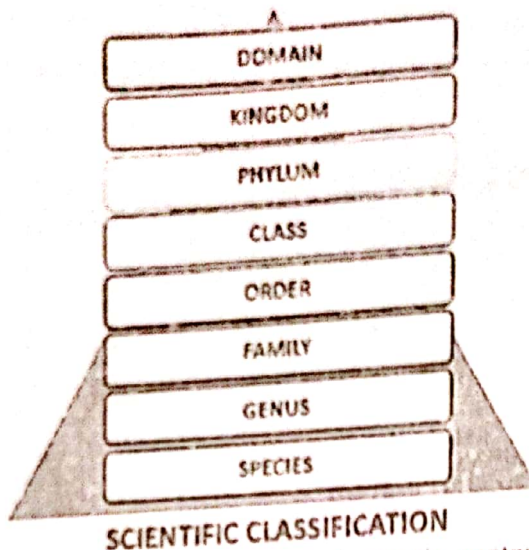 DOMAIN
KINGDOM
PHYLUM
CLASS
ORDER
FAMILY
GENUS
SPECIES
SCIENTIFIC CLASSIFICATION